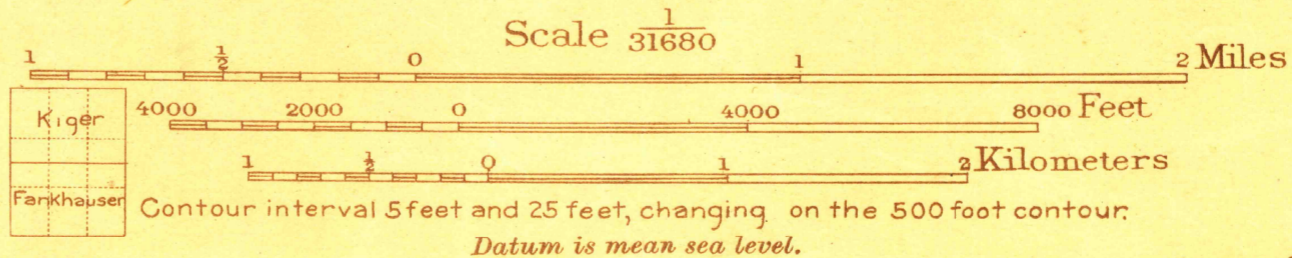 Scale 1/31680
1 ½ 0 1 2 Miles
4000 2000 0 4000 8000 Feet
Kiger
1 ½ 0 1 2 Kilometers
Fankhauser
Contour interval 5 feet and 25 feet, changing on the 500 foot contour.
Datum is mean sea level.